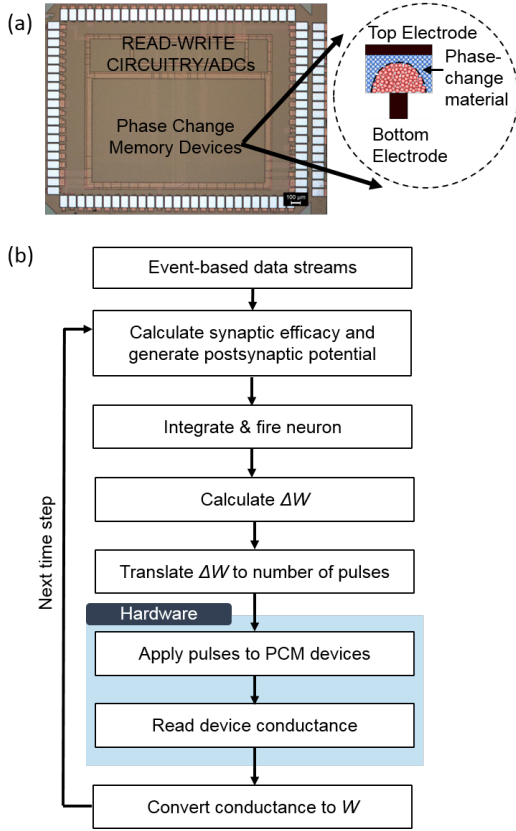 (a)
READ-WRITE
CIRCUITRY/ADCs
Phase Change
Memory Devices
100 µm
Top Electrode
Phase-
change
material
Bottom
Electrode
(b)
Event-based data streams
Calculate synaptic efficacy and
generate postsynaptic potential
Integrate & fire neuron
Calculate ΔW
Translate ΔW to number of pulses
Hardware
Apply pulses to PCM devices
Read device conductance
Convert conductance to W
Next time step